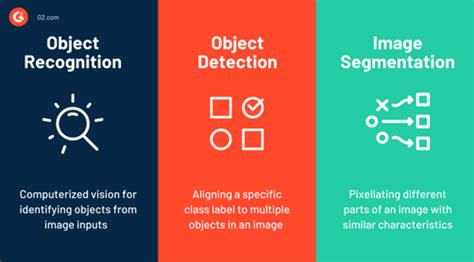 G2.com
Object
Recognition
Computerized vision for
identifying objects from
image inputs
Object
Detection
Aligning a specific
class label to multiple
objects in an image
Image
Segmentation
Pixellating different
parts of an image with
similar characteristics